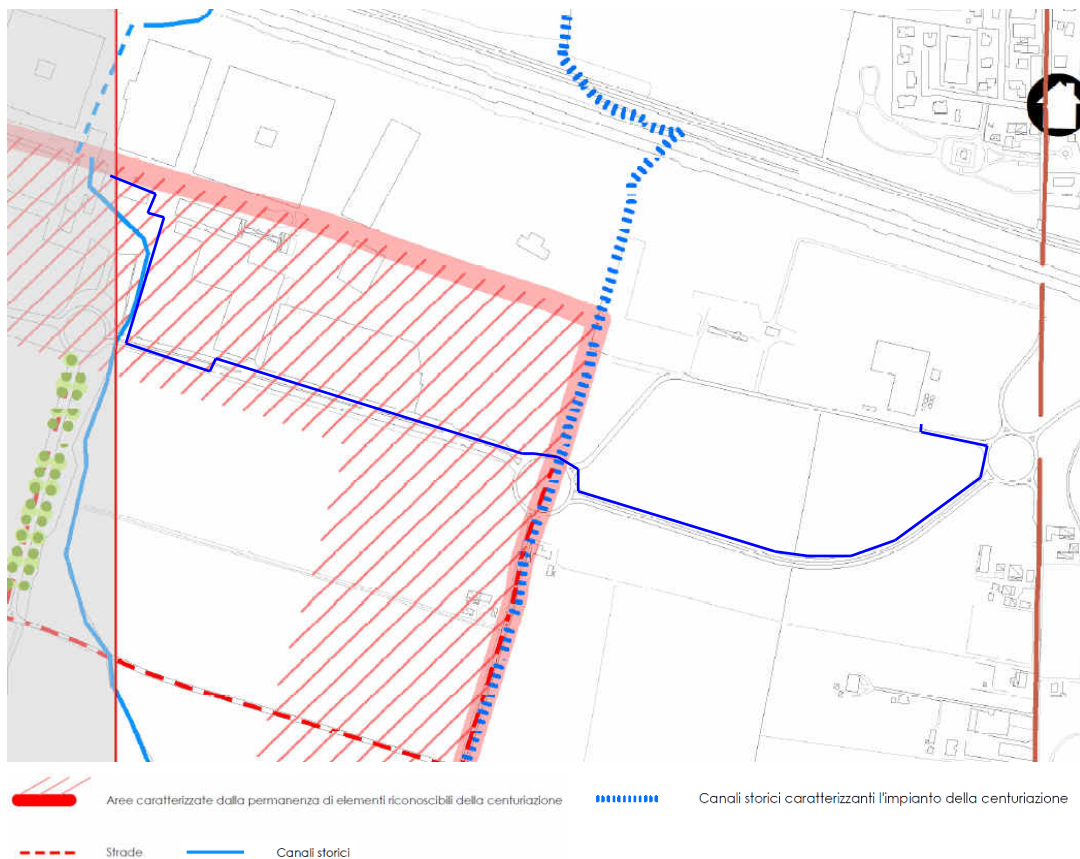 Aree caratterizzate dalla permanenza di elementi riconoscibili della centuriazione
Canali storici caratterizzanti l'impianto della centuriazione
Strade
Canali storici